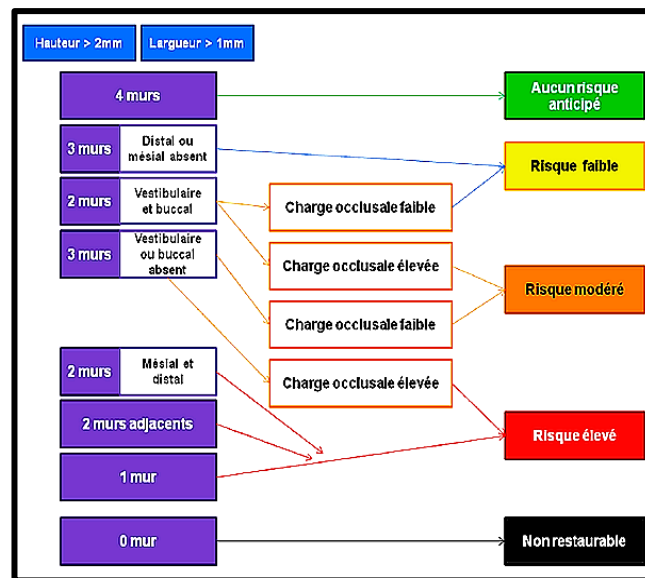 Hauteur > 2mm
Largueur > 1mm
4 murs
Aucun risque
anticipé
3 murs
Distal ou
mésial absent
Risque faible
2 murs
Vestibulaire
et buccal
Charge occlusale faible
3 murs
Vestibulaire
ou buccal
absent
Charge occlusale élevée
Risque modéré
Charge occlusale faible
2 murs
Mésial et
distal
Charge occlusale élevée
2 murs adjacents
Risque élevé
1 mur
0 mur
Non restaurable